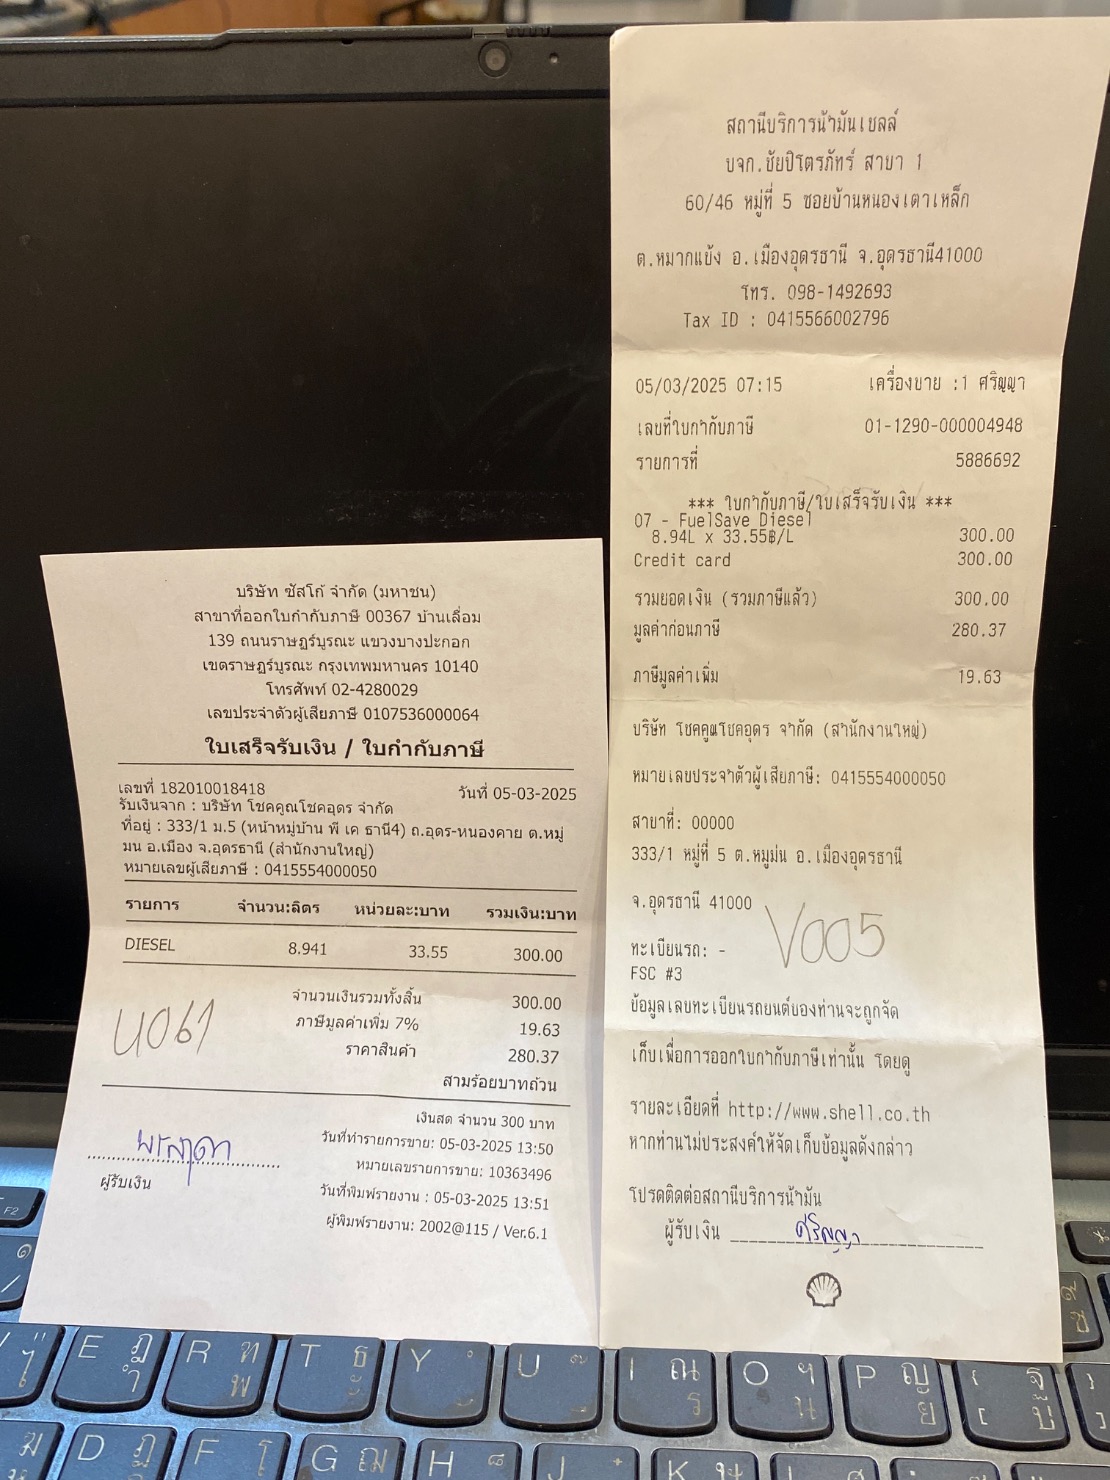 บริษัท ซัสโก้ จำกัด (มหาชน)
สาขาที่ออกใบกำกับภาษี 00367 บ้านเลื่อม
139 ถนนราษฎร์บูรณะ แขวงบางปะกอก
เขตราษฎร์บูรณะ กรุงเทพมหานคร 10140
โทรศัพท์ 02-4280029
เลขประจำตัวผู้เสียภาษี 0107536000064
ใบเสร็จรับเงิน / ใบกำกับภาษี
เลขที่ 182010018418 วันที่ 05-03-2025
รับเงินจาก : บริษัท โชคคูณโชคอุดร จำกัด
ที่อยู่ : 333/1 ม.5 (หน้าหมู่บ้าน พี เค ธานี4) ถ.อุดร-หนองคาย ต.หมู่
มน อ.เมือง จ.อุดรธานี (สำนักงานใหญ่)
หมายเลขผู้เสียภาษี : 0415554000050
รายการ จำนวน:ลิตร หน่วยละ:บาท รวมเงิน:บาท
DIESEL 8.941 33.55 300.00
จำนวนเงินรวมทั้งสิ้น 300.00
ภาษีมูลค่าเพิ่ม 7% 19.63
ราคาสินค้า 280.37
สามร้อยบาทถ้วน
เงินสด จำนวน 300 บาท
วันที่ทำรายการขาย: 05-03-2025 13:50
หมายเลขรายการขาย: 10363496
ผู้รับเงิน
วันที่พิมพ์รายงาน : 05-03-2025 13:51
ผู้พิมพ์รายงาน: 2002@115 / Ver.6.1
สถานีบริการน้ำมันเชลล์
บจก.ชัยปิโตรภัทร์ สาขา 1
60/46 หมู่ที่ 5 ซอยบ้านหนองเตาเหล็ก
ต.หมากแข้ง อ.เมืองอุดรธานี จ.อุดรธานี41000
โทร. 098-1492693
Tax ID : 0415566002796
05/03/2025 07:15 เครื่องขาย :1 ศริญญา
เลขที่ใบกำกับภาษี 01-1290-000004948
รายการที่ 5886692
*** ใบกำกับภาษี/ใบเสร็จรับเงิน ***
07 - FuelSave Diesel
8.94L x 33.55฿/L 300.00
Credit card 300.00
รวมยอดเงิน (รวมภาษีแล้ว) 300.00
มูลค่าก่อนภาษี 280.37
ภาษีมูลค่าเพิ่ม 19.63
บริษัท โชคคูณโชคอุดร จำกัด (สำนักงานใหญ่)
หมายเลขประจำตัวผู้เสียภาษี: 0415554000050
สาขาที่: 00000
333/1 หมู่ที่ 5 ต.หมูม่น อ.เมืองอุดรธานี
จ.อุดรธานี 41000
V005
ทะเบียนรถ: -
FSC #3
ข้อมูลเลขทะเบียนรถยนต์ของท่านจะถูกจัด
เก็บเพื่อการออกใบกำกับภาษีเท่านั้น โดยดู
รายละเอียดที่ http://www.shell.co.th
หากท่านไม่ประสงค์ให้จัดเก็บข้อมูลดังกล่าว
โปรดติดต่อสถานีบริการน้ำมัน
ผู้รับเงิน ศริญญา
F2
E ฎ ำ
R ฑ พ
T ธ ะ
Y
U
I ณ ร
O ฯ น
P ญ ย
[ ฐ บ
D ฏ
F โ
G ฌ
H
J
K ษ